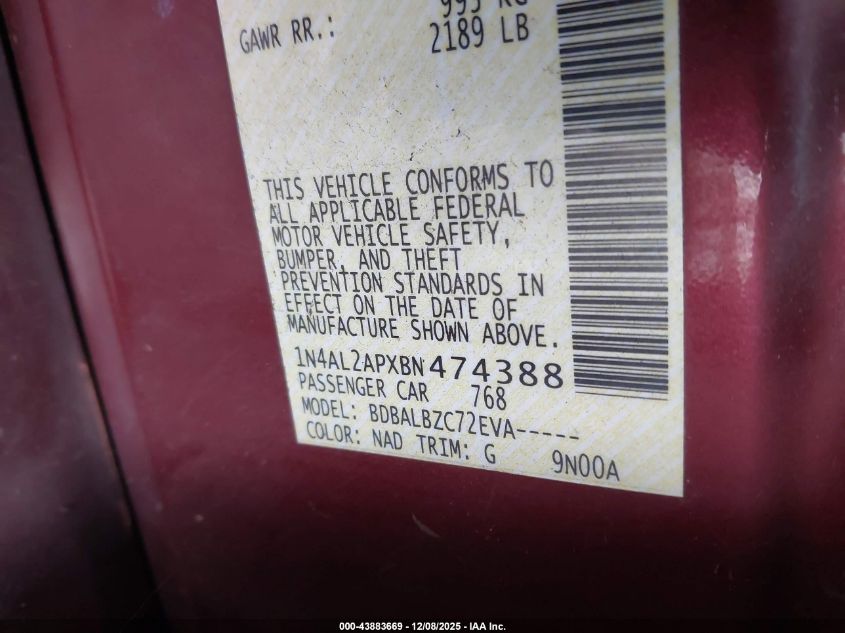 995 KG
GAWR RR.: 2189 LB
THIS VEHICLE CONFORMS TO
ALL APPLICABLE FEDERAL
MOTOR VEHICLE SAFETY,
BUMPER, AND THEFT
PREVENTION STANDARDS IN
EFFECT ON THE DATE OF
MANUFACTURE SHOWN ABOVE.
1N4AL2APXBN474388
PASSENGER CAR 768
MODEL: BDBALBZC72EVA-----
COLOR: NAD TRIM: G 9N00A
000-43883669 - 12/08/2025 - IAA Inc.